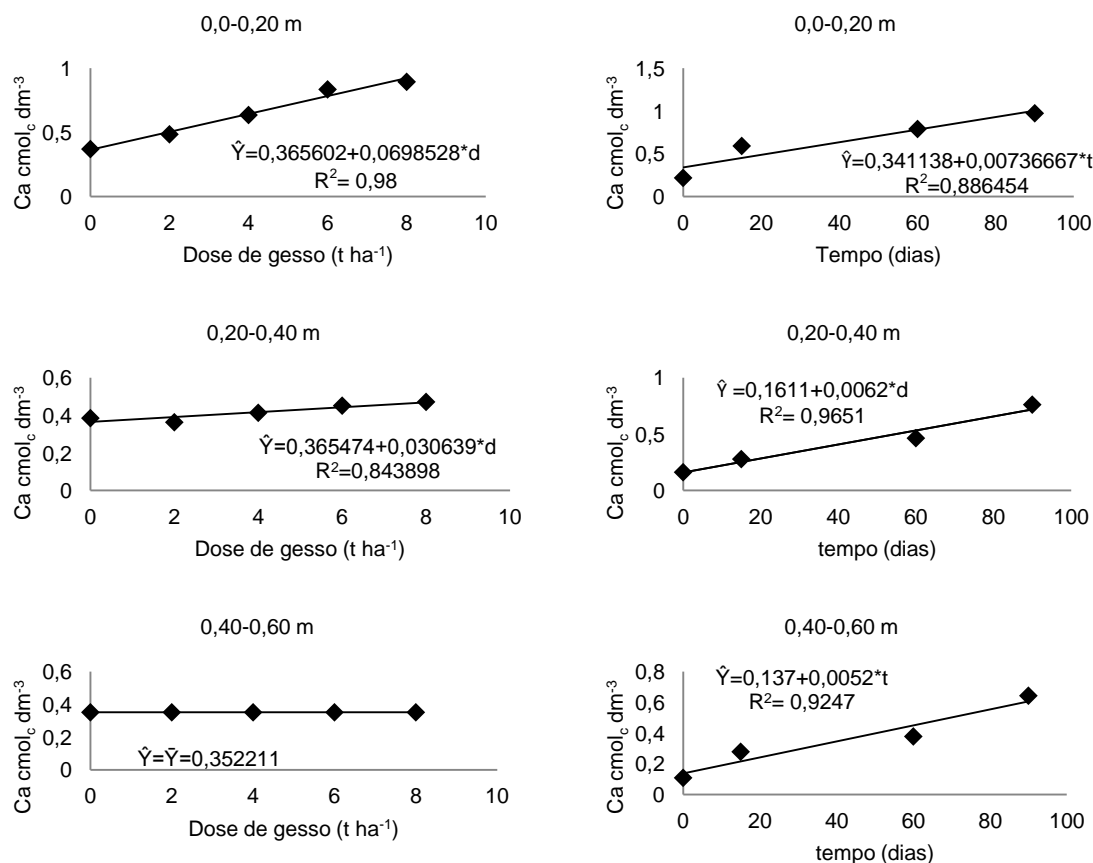 0,0-0,20 m
Ca cmolc dm-3
1
0,5
0
Ŷ=0,365602+0,0698528*d
R2= 0,98
0 2 4 6 8 10
Dose de gesso (t ha-1)
0,0-0,20 m
Ca cmolc dm-3
1,5
1
0,5
0
Ŷ=0,341138+0,00736667*t
R2=0,886454
0 20 40 60 80 100
Tempo (dias)
0,20-0,40 m
Ca cmolc dm-3
0,6
0,4
0,2
0
Ŷ=0,365474+0,030639*d
R2=0,843898
0 2 4 6 8 10
Dose de gesso (t ha-1)
0,20-0,40 m
Ca cmolc dm-3
1
0,5
0
Ŷ =0,1611+0,0062*d
R2= 0,9651
0 20 40 60 80 100
tempo (dias)
0,40-0,60 m
Ca cmolc dm-3
0,6
0,4
0,2
0
Ŷ=Ȳ=0,352211
0 2 4 6 8 10
Dose de gesso (t ha-1)
0,40-0,60 m
Ca cmolc dm-3
0,8
0,6
0,4
0,2
0
Ŷ=0,137+0,0052*t
R2= 0,9247
0 20 40 60 80 100
tempo (dias)